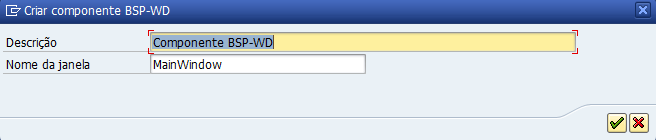 Criar componente BSP-WD
Descrição Componente BSP-WD
Nome da janela MainWindow